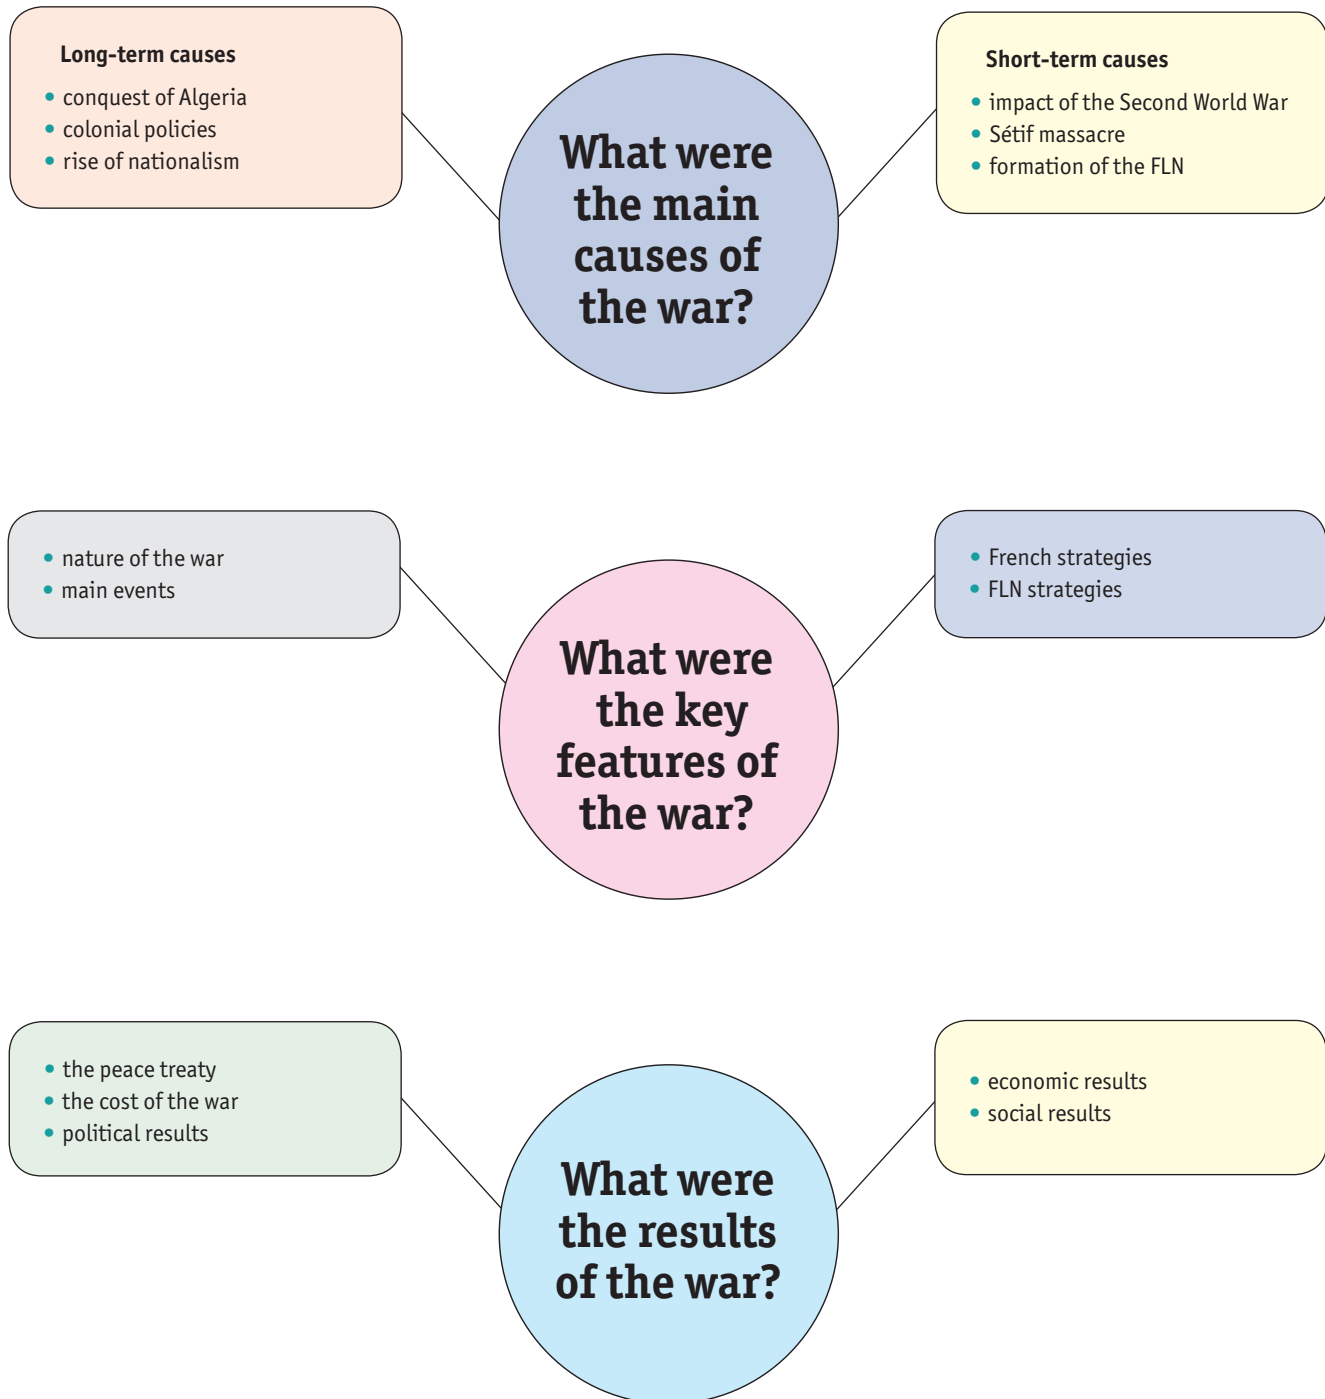 Long-term causes
• conquest of Algeria
• colonial policies
• rise of nationalism
What were
the main
causes of
the war?
Short-term causes
• impact of the Second World War
• Sétif massacre
• formation of the FLN
• nature of the war
• main events
What were
the key
features of
the war?
• French strategies
• FLN strategies
• the peace treaty
• the cost of the war
• political results
What were
the results
of the war?
• economic results
• social results